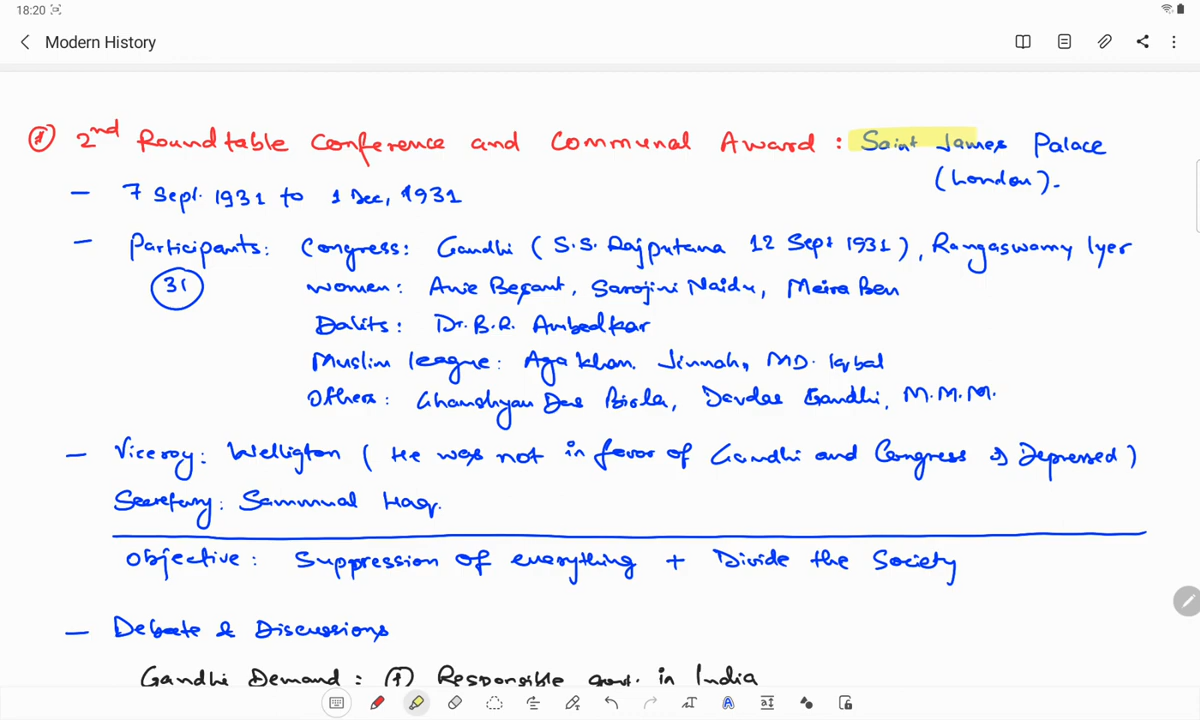 18:20
Modern History
2nd Roundtable Conference and Communal Award : Saint James Palace
(London).
– 7 Sept. 1931 to 1 Dec, 1931
– Participants: Congress: Gandhi (S.S. Rajputana 12 Sept 1931), Rangaswamy Iyer
31 women: Anie Besant, Sarojini Naidu, Meira Ben
Dalits: Dr. B.R. Ambedkar
Muslim league: Aga khan. Jinnah, MD. Iqbal
Others: Ghanshyam Das Birla, Devdas Gandhi, M.M.M.
– Viceroy: Welligton (He was not in favor of Gandhi and Congress & Depressed)
Secretary: Sammual Haq.
Objective: Suppression of everything + Divide the Society
– Debate & Discussions
Gandhi Demand: (1) Responsible govt. in India